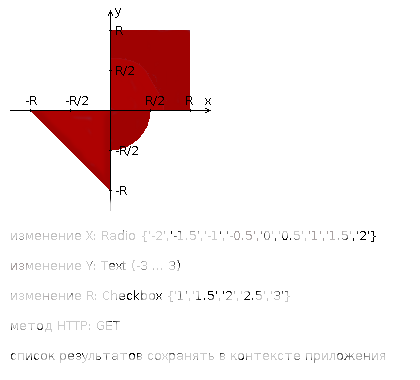 y
R
R/2
-R -R/2 R/2 R x
-R/2
-R
изменение X: Radio {'-2','-1.5','-1','-0.5','0','0.5','1','1.5','2'}
изменение Y: Text (-3 ... 3)
изменение R: Checkbox {'1','1.5','2','2.5','3'}
метод HTTP: GET
список результатов сохранять в контексте приложения